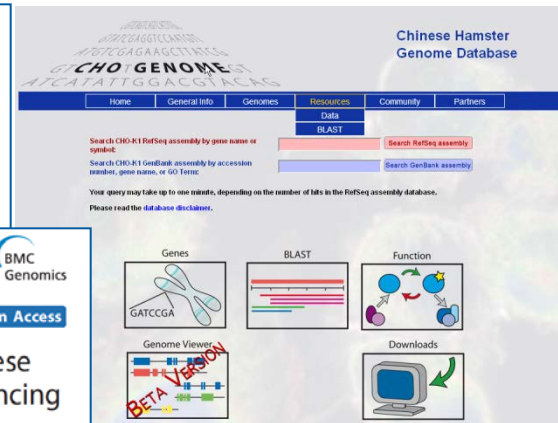 CHO GENOME
Chinese Hamster
Genome Database
Home General Info Genomes Resources Community Partners
Data
BLAST
Search CHO-K1 RefSeq assembly by gene name or
symbol:
Search RefSeq assembly
Search CHO-K1 GenBank assembly by accession
number, gene name, or GO Term:
Search GenBank assembly
Your query may take up to one minute, depending on the number of hits in the RefSeq assembly database.
Please read the database disclaimer.
Genes
BLAST
Function
GATCCGA
Genome Viewer
BETA VERSION
Downloads
BMC
Genomics
Access